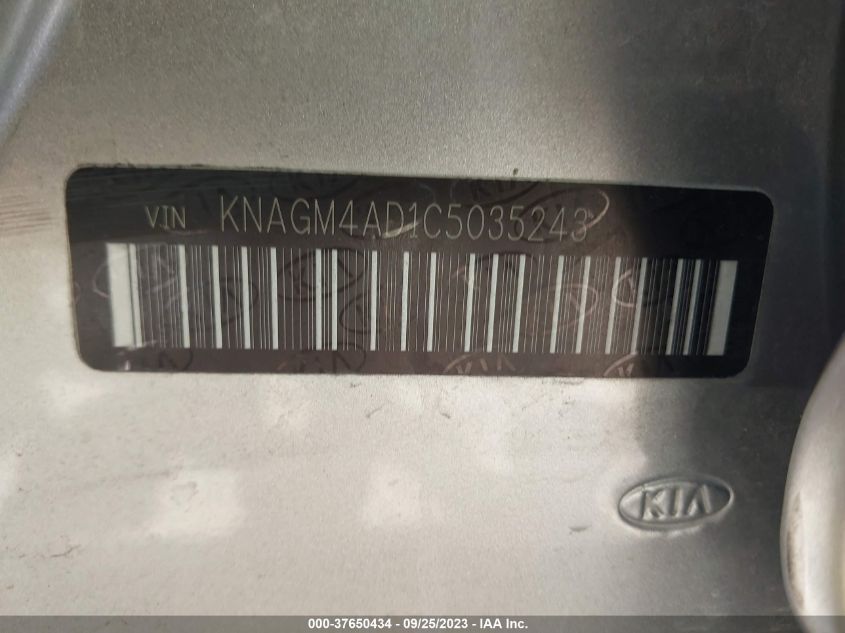 VIN KNAGM4AD1C5035243
KIA
000-37650434 - 09/25/2023 - IAA Inc.